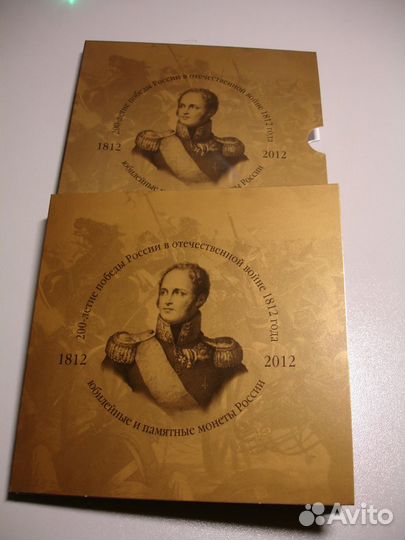 200-летие победы России в отечественной войне 1812 года
1812 2012
юбилейные и памятные монеты России
200-летие победы России в отечественной войне 1812 года
1812 2012
юбилейные и памятные монеты России
Avito